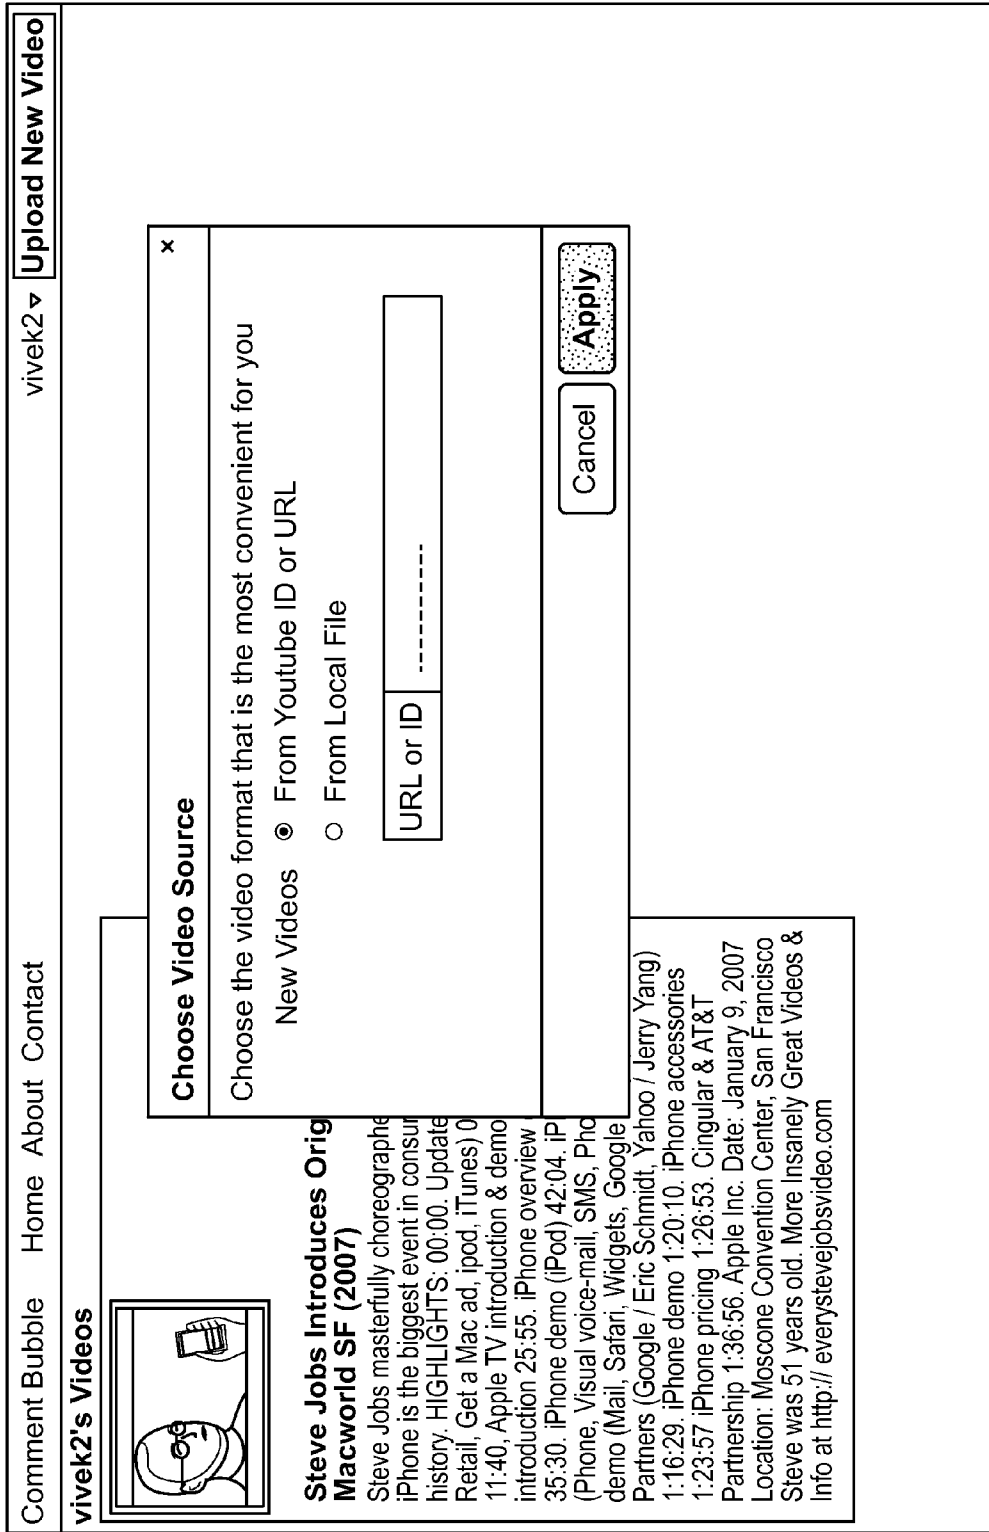 Comment Bubble Home About Contact vivek2 Upload New Video
vivek2's Videos
Steve Jobs Introduces Orig
Macworld SF (2007)
Steve Jobs masterfully choreographe
iPhone is the biggest event in consur
history. HIGHLIGHTS: 00:00. Update
Retail, Get a Mac ad, ipod, iTunes) 0
11:40, Apple TV introduction & demo
introduction 25:55. iPhone overview
35:30. iPhone demo (iPod) 42:04. iP
(Phone, Visual voice-mail, SMS, Pho
demo (Mail, Safari, Widgets, Google
Partners (Google / Eric Schmidt, Yahoo / Jerry Yang)
1:16:29. iPhone demo 1:20:10. iPhone accessories
1:23:57 iPhone pricing 1:26:53. Cingular & AT&T
Partnership 1:36:56. Apple Inc. Date: January 9, 2007
Location: Moscone Convention Center, San Francisco
Steve was 51 years old. More Insanely Great Videos &
Info at http:// everystevejobsvideo.com
Choose Video Source ×
Choose the video format that is the most convenient for you
New Videos From Youtube ID or URL
From Local File
URL or ID -----------
Cancel Apply